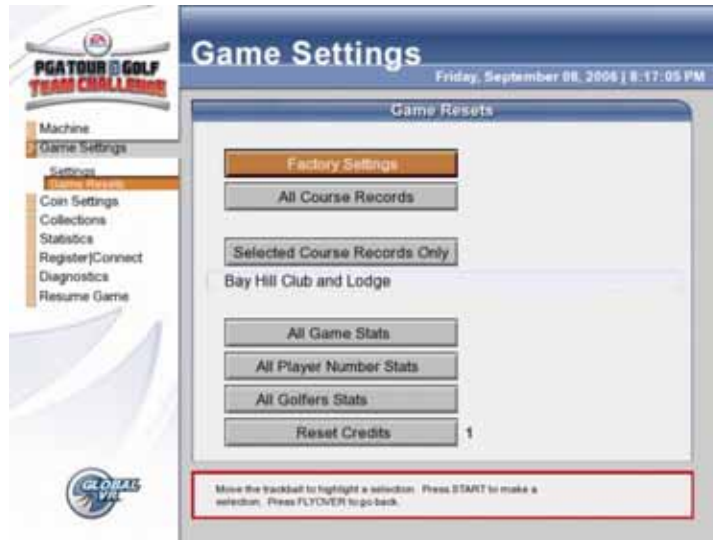 EA SPORTS
PGA TOUR GOLF
TEAM CHALLENGE
Game Settings
Friday, September 08, 2006 | 8:17:05 PM
Machine
Game Settings
Settings
Game Resets
Coin Settings
Collections
Statistics
Register|Connect
Diagnostics
Resume Game
Game Resets
Factory Settings
All Course Records
Selected Course Records Only
Bay Hill Club and Lodge
All Game Stats
All Player Number Stats
All Golfers Stats
Reset Credits 1
GLOBAL
VR
Move the trackball to highlight a selection. Press START to make a
selection. Press FLYOVER to go back.